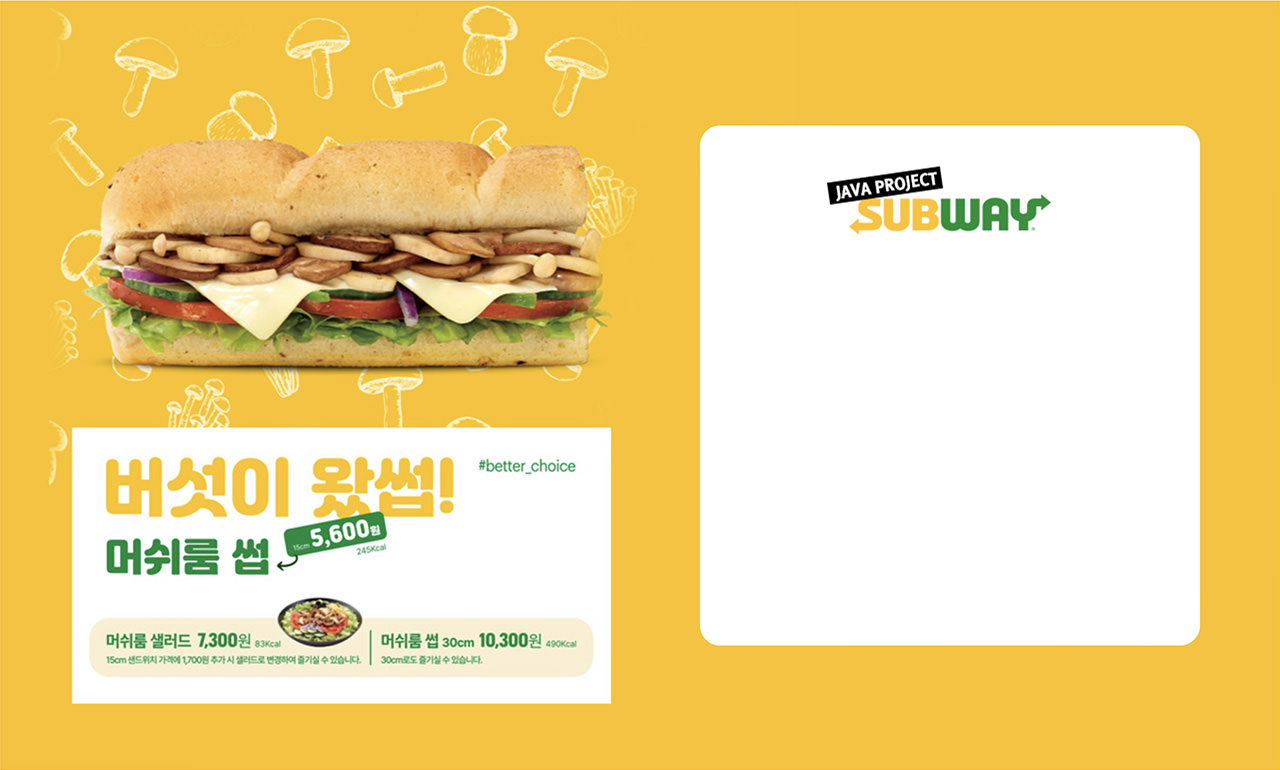 버섯이 왔썹!
#better_choice
머쉬룸 썹
15cm 5,600원
245Kcal
머쉬룸 샐러드 7,300원 83Kcal
15cm 샌드위치 가격에 1,700원 추가 시 샐러드로 변경하여 즐기실 수 있습니다.
머쉬룸 썹 30cm 10,300원 490Kcal
30cm로도 즐기실 수 있습니다.
JAVA PROJECT
SUBWAY